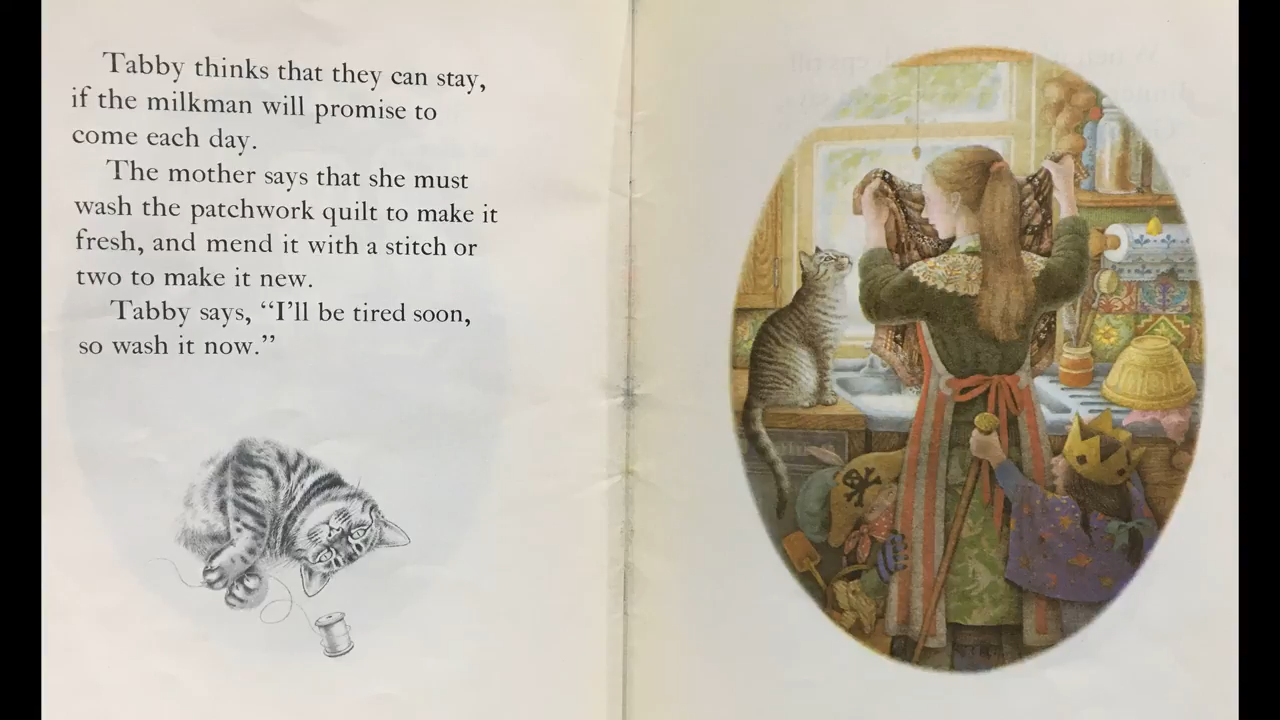 Tabby thinks that they can stay,
if the milkman will promise to
come each day.
The mother says that she must
wash the patchwork quilt to make it
fresh, and mend it with a stitch or
two to make it new.
Tabby says, “I’ll be tired soon,
so wash it now.”